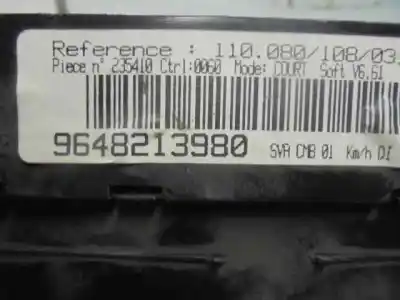 Reference : 110.080/108/03
Piece n° 235410 Ctrl:0060 Mode: COURT Soft V6.6I
9648213980 SVR CMB 01 Km/h DI